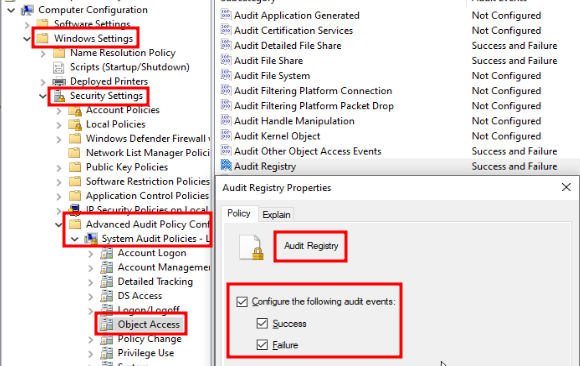 Computer Configuration
Software Settings
Windows Settings
Name Resolution Policy
Scripts (Startup/Shutdown)
Deployed Printers
Security Settings
Account Policies
Local Policies
Windows Defender Firewall
Network List Manager Polici
Public Key Policies
Software Restriction Policies
Application Control Policies
IP Security Policies on Local
Advanced Audit Policy Conf
System Audit Policies - L
Account Logon
Account Managemer
Detailed Tracking
DS Access
Logon/Logoff
Object Access
Policy Change
Privilege Use
Audit Application Generated Not Configured
Audit Certification Services Not Configured
Audit Detailed File Share Success and Failure
Audit File Share Success and Failure
Audit File System Not Configured
Audit Filtering Platform Connection Not Configured
Audit Filtering Platform Packet Drop Not Configured
Audit Handle Manipulation Not Configured
Audit Kernel Object Not Configured
Audit Other Object Access Events Success and Failure
Audit Registry Success and Failure
Audit Registry Properties
Policy Explain
Audit Registry
Configure the following audit events:
Success
Failure